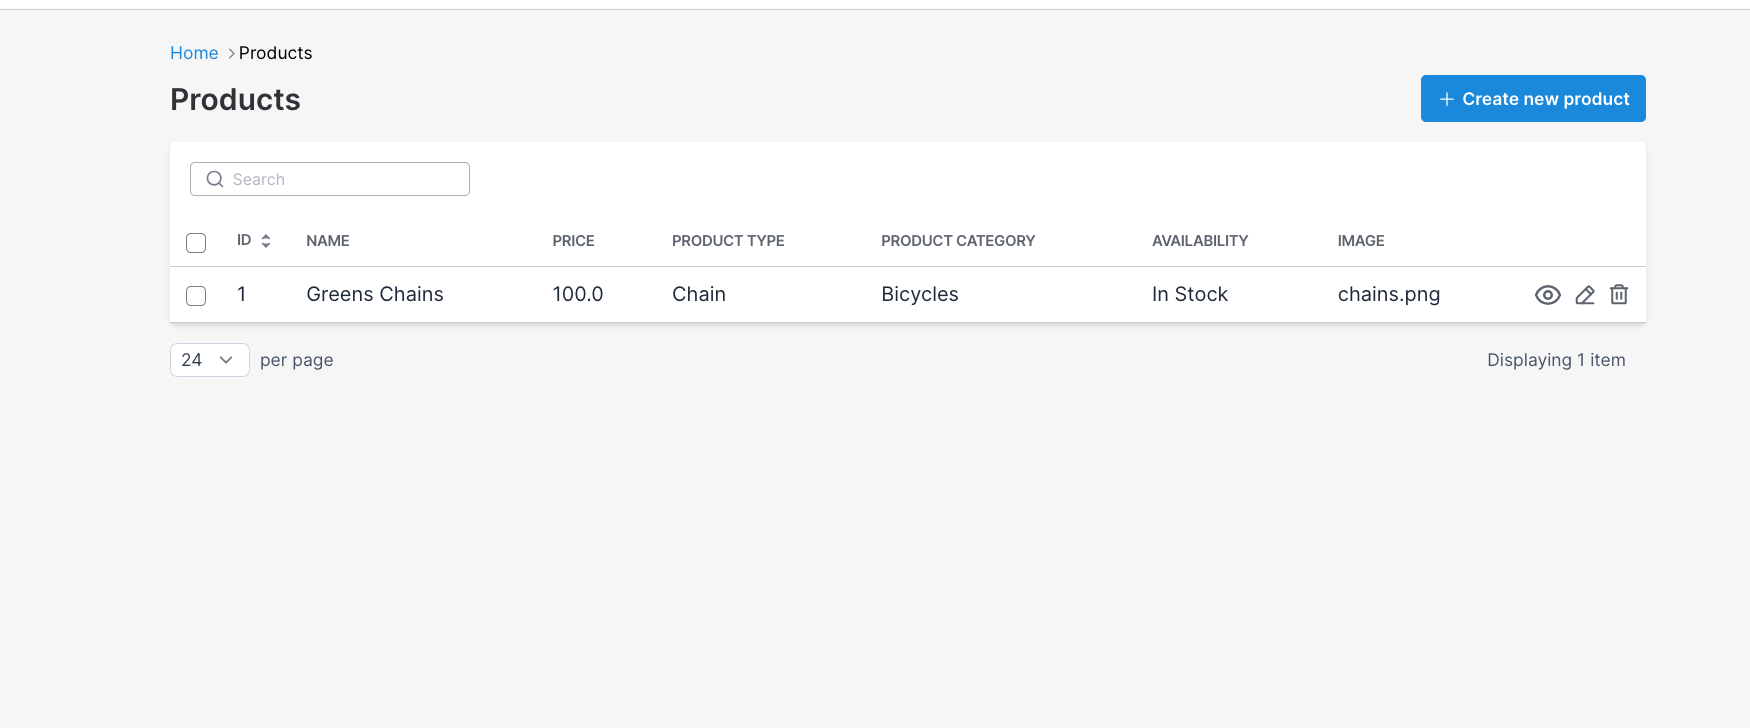 Home > Products
Products
+ Create new product
Search
ID NAME PRICE PRODUCT TYPE PRODUCT CATEGORY AVAILABILITY IMAGE
1 Greens Chains 100.0 Chain Bicycles In Stock chains.png
24 per page Displaying 1 item